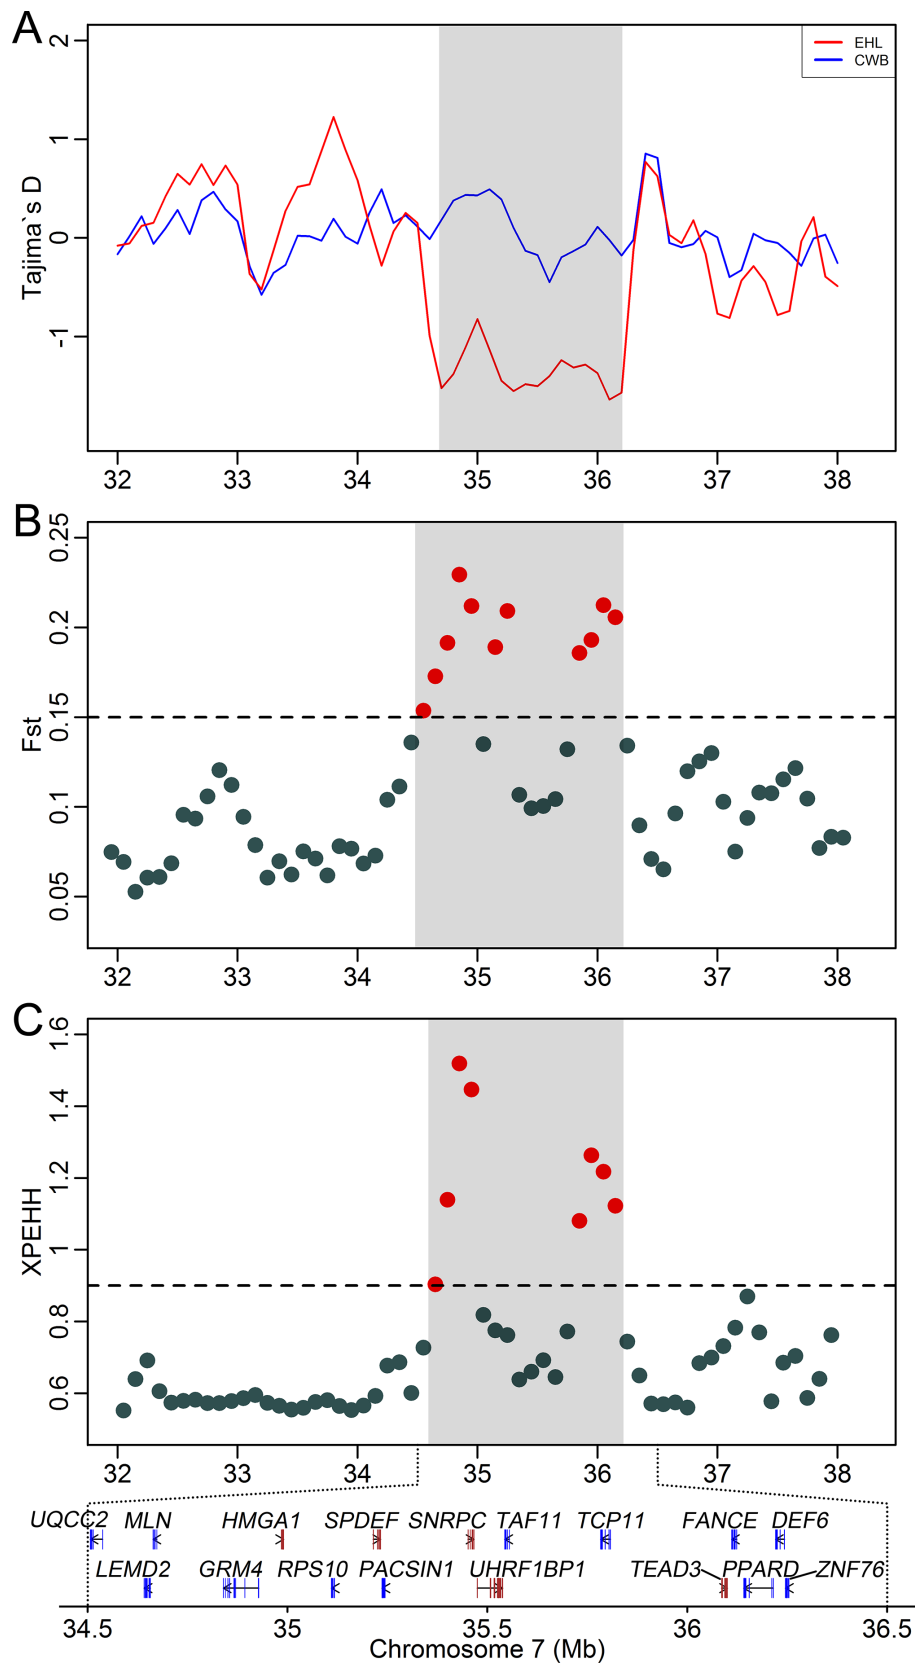 A
2
1
0
-1
Tajima`s D
EHL
CWB
32 33 34 35 36 37 38
B
0.25
0.2
0.15
0.1
0.05
Fst
32 33 34 35 36 37 38
C
1.6
1.4
1.2
1
0.8
0.6
XPEHH
32 33 34 35 36 37 38
UQCC2 MLN HMGA1 SPDEF SNRPC TAF11 TCP11 FANCE DEF6
LEMD2 GRM4 RPS10 PACSIN1 UHRF1BP1 TEAD3 PPARD ZNF76
34.5 35 35.5 36 36.5
Chromosome 7 (Mb)